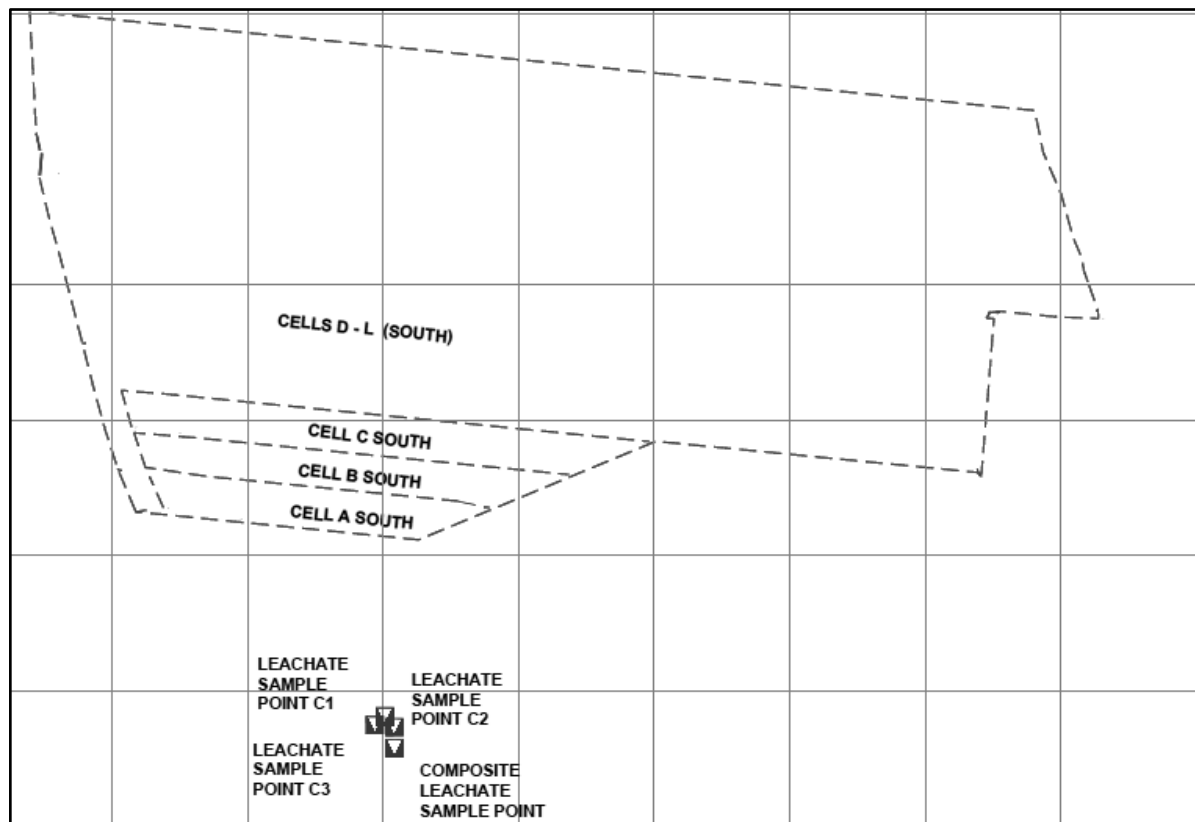 CELLS D - L (SOUTH)
CELL C SOUTH
CELL B SOUTH
CELL A SOUTH
LEACHATE
SAMPLE
POINT C1
LEACHATE
SAMPLE
POINT C2
LEACHATE
SAMPLE
POINT C3
COMPOSITE
LEACHATE
SAMPLE POINT